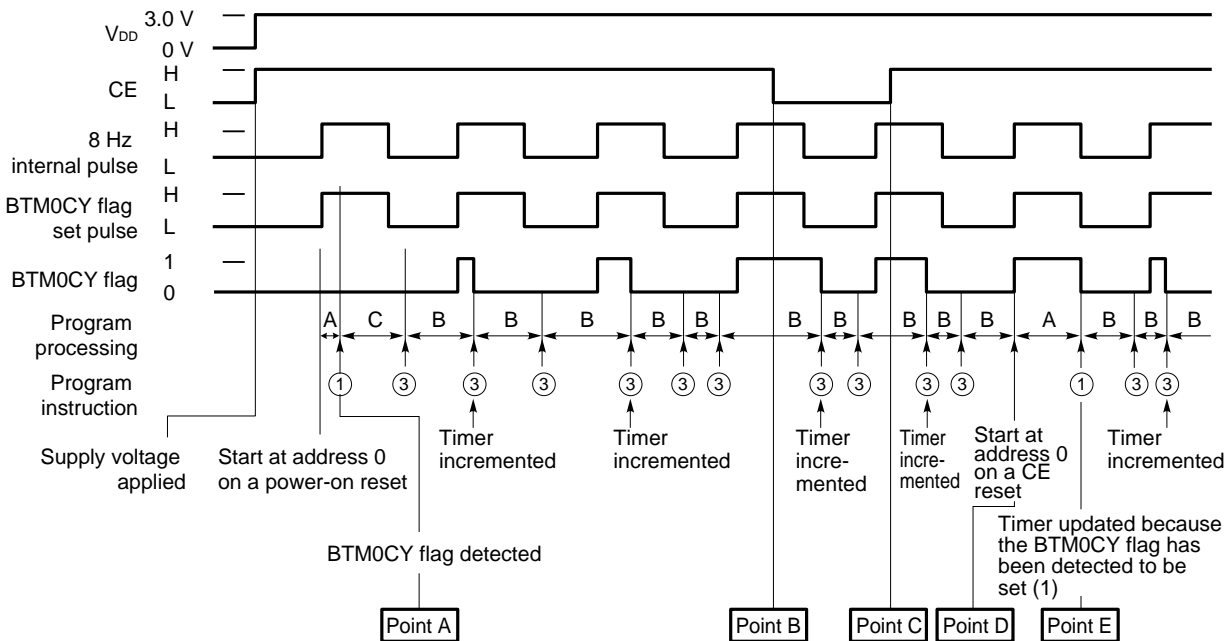 3.0 V
VDD
0 V
H
CE
L
8 Hz
internal pulse
H
L
BTM0CY flag
set pulse
H
L
BTM0CY flag
1
0
Program
processing
A C B B B B B B B B B B A B B B
Program
instruction
1 3 3 3 3 3 3 3 3 3 3 1 3 3
Supply voltage
applied
Start at address 0
on a power-on reset
Timer
incremented
Timer
incremented
Timer
incre-
mented
Timer
incre-
mented
Start at
address 0
on a CE
reset
Timer
incremented
BTM0CY flag detected
Timer updated because
the BTM0CY flag has
been detected to be
set (1)
Point A
Point B
Point C
Point D
Point E